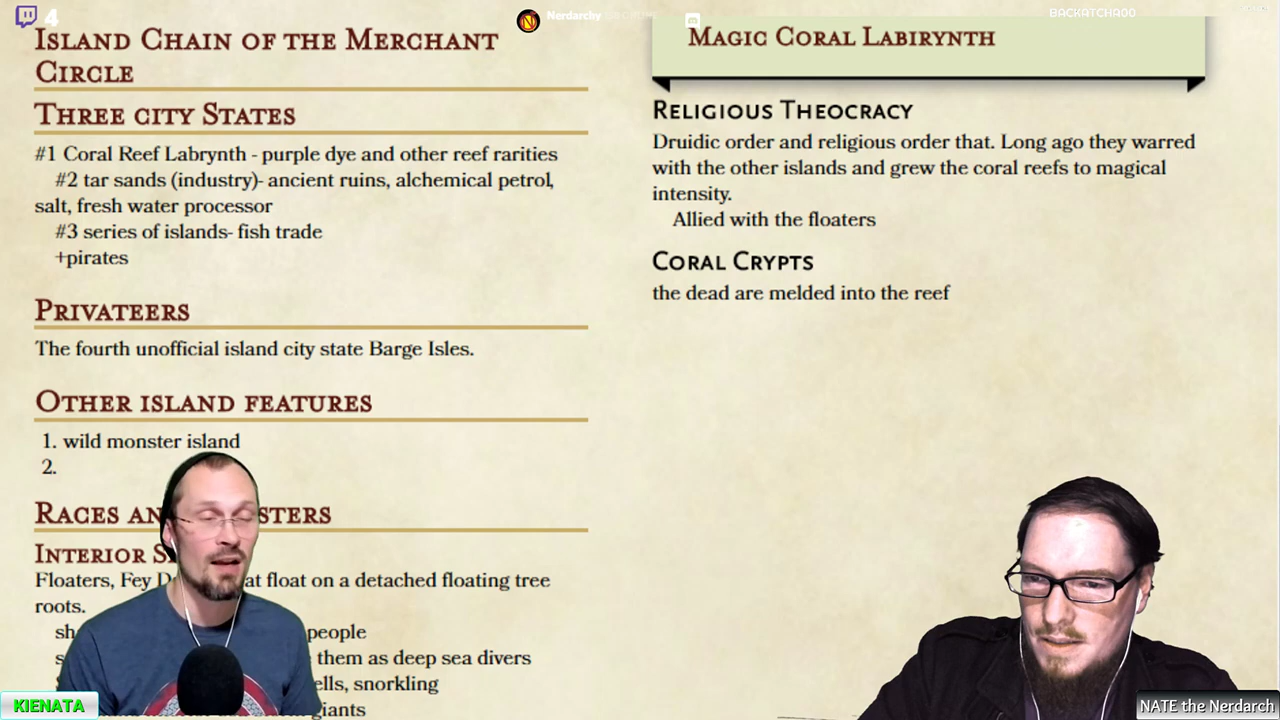 4
Nerdarchy
BACKATCHA00
Island Chain of the Merchant
Circle
Three city States
#1 Coral Reef Labrynth - purple dye and other reef rarities
#2 tar sands (industry)- ancient ruins, alchemical petrol,
salt, fresh water processor
#3 series of islands- fish trade
+pirates
Privateers
The fourth unofficial island city state Barge Isles.
Other island features
1. wild monster island
2.
Races an
sters
Interior S
Floaters, Fey D
at float on a detached floating tree
roots.
sh
people
s
them as deep sea divers
ells, snorkling
giants
Magic Coral Labirynth
Religious Theocracy
Druidic order and religious order that. Long ago they warred
with the other islands and grew the coral reefs to magical
intensity.
Allied with the floaters
Coral Crypts
the dead are melded into the reef
KIENATA
NATE the Nerdarch